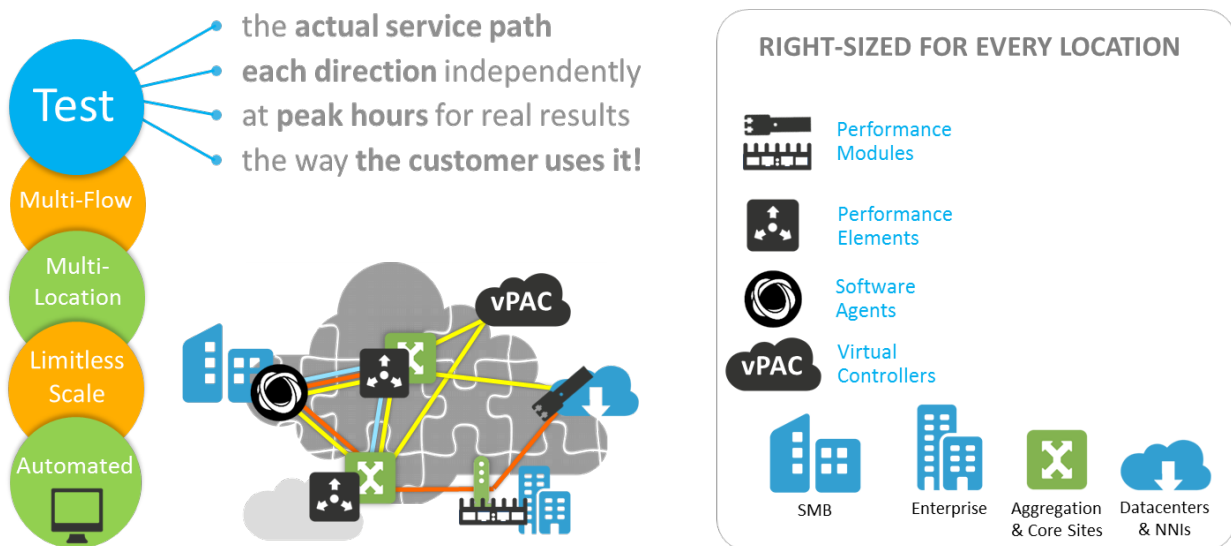 Test
the actual service path
each direction independently
at peak hours for real results
the way the customer uses it!
Multi-Flow
Multi-
Location
Limitless
Scale
Automated
vPAC
RIGHT-SIZED FOR EVERY LOCATION
Performance
Modules
Performance
Elements
Software
Agents
vPAC
Virtual
Controllers
SMB
Enterprise
Aggregation
& Core Sites
Datacenters
& NNIs